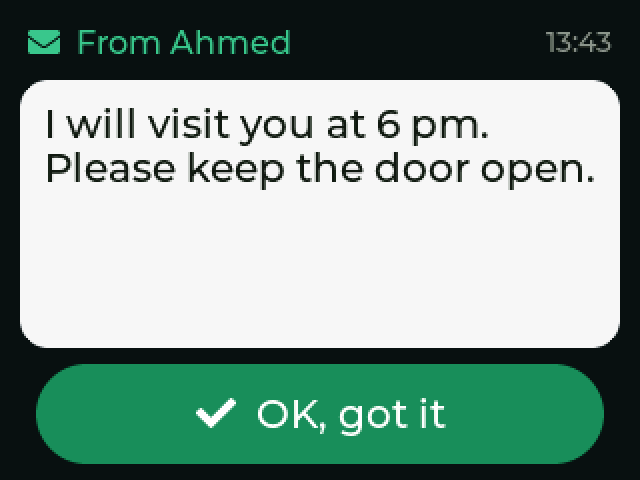 From Ahmed
13:43
I will visit you at 6 pm.
Please keep the door open.
OK, got it